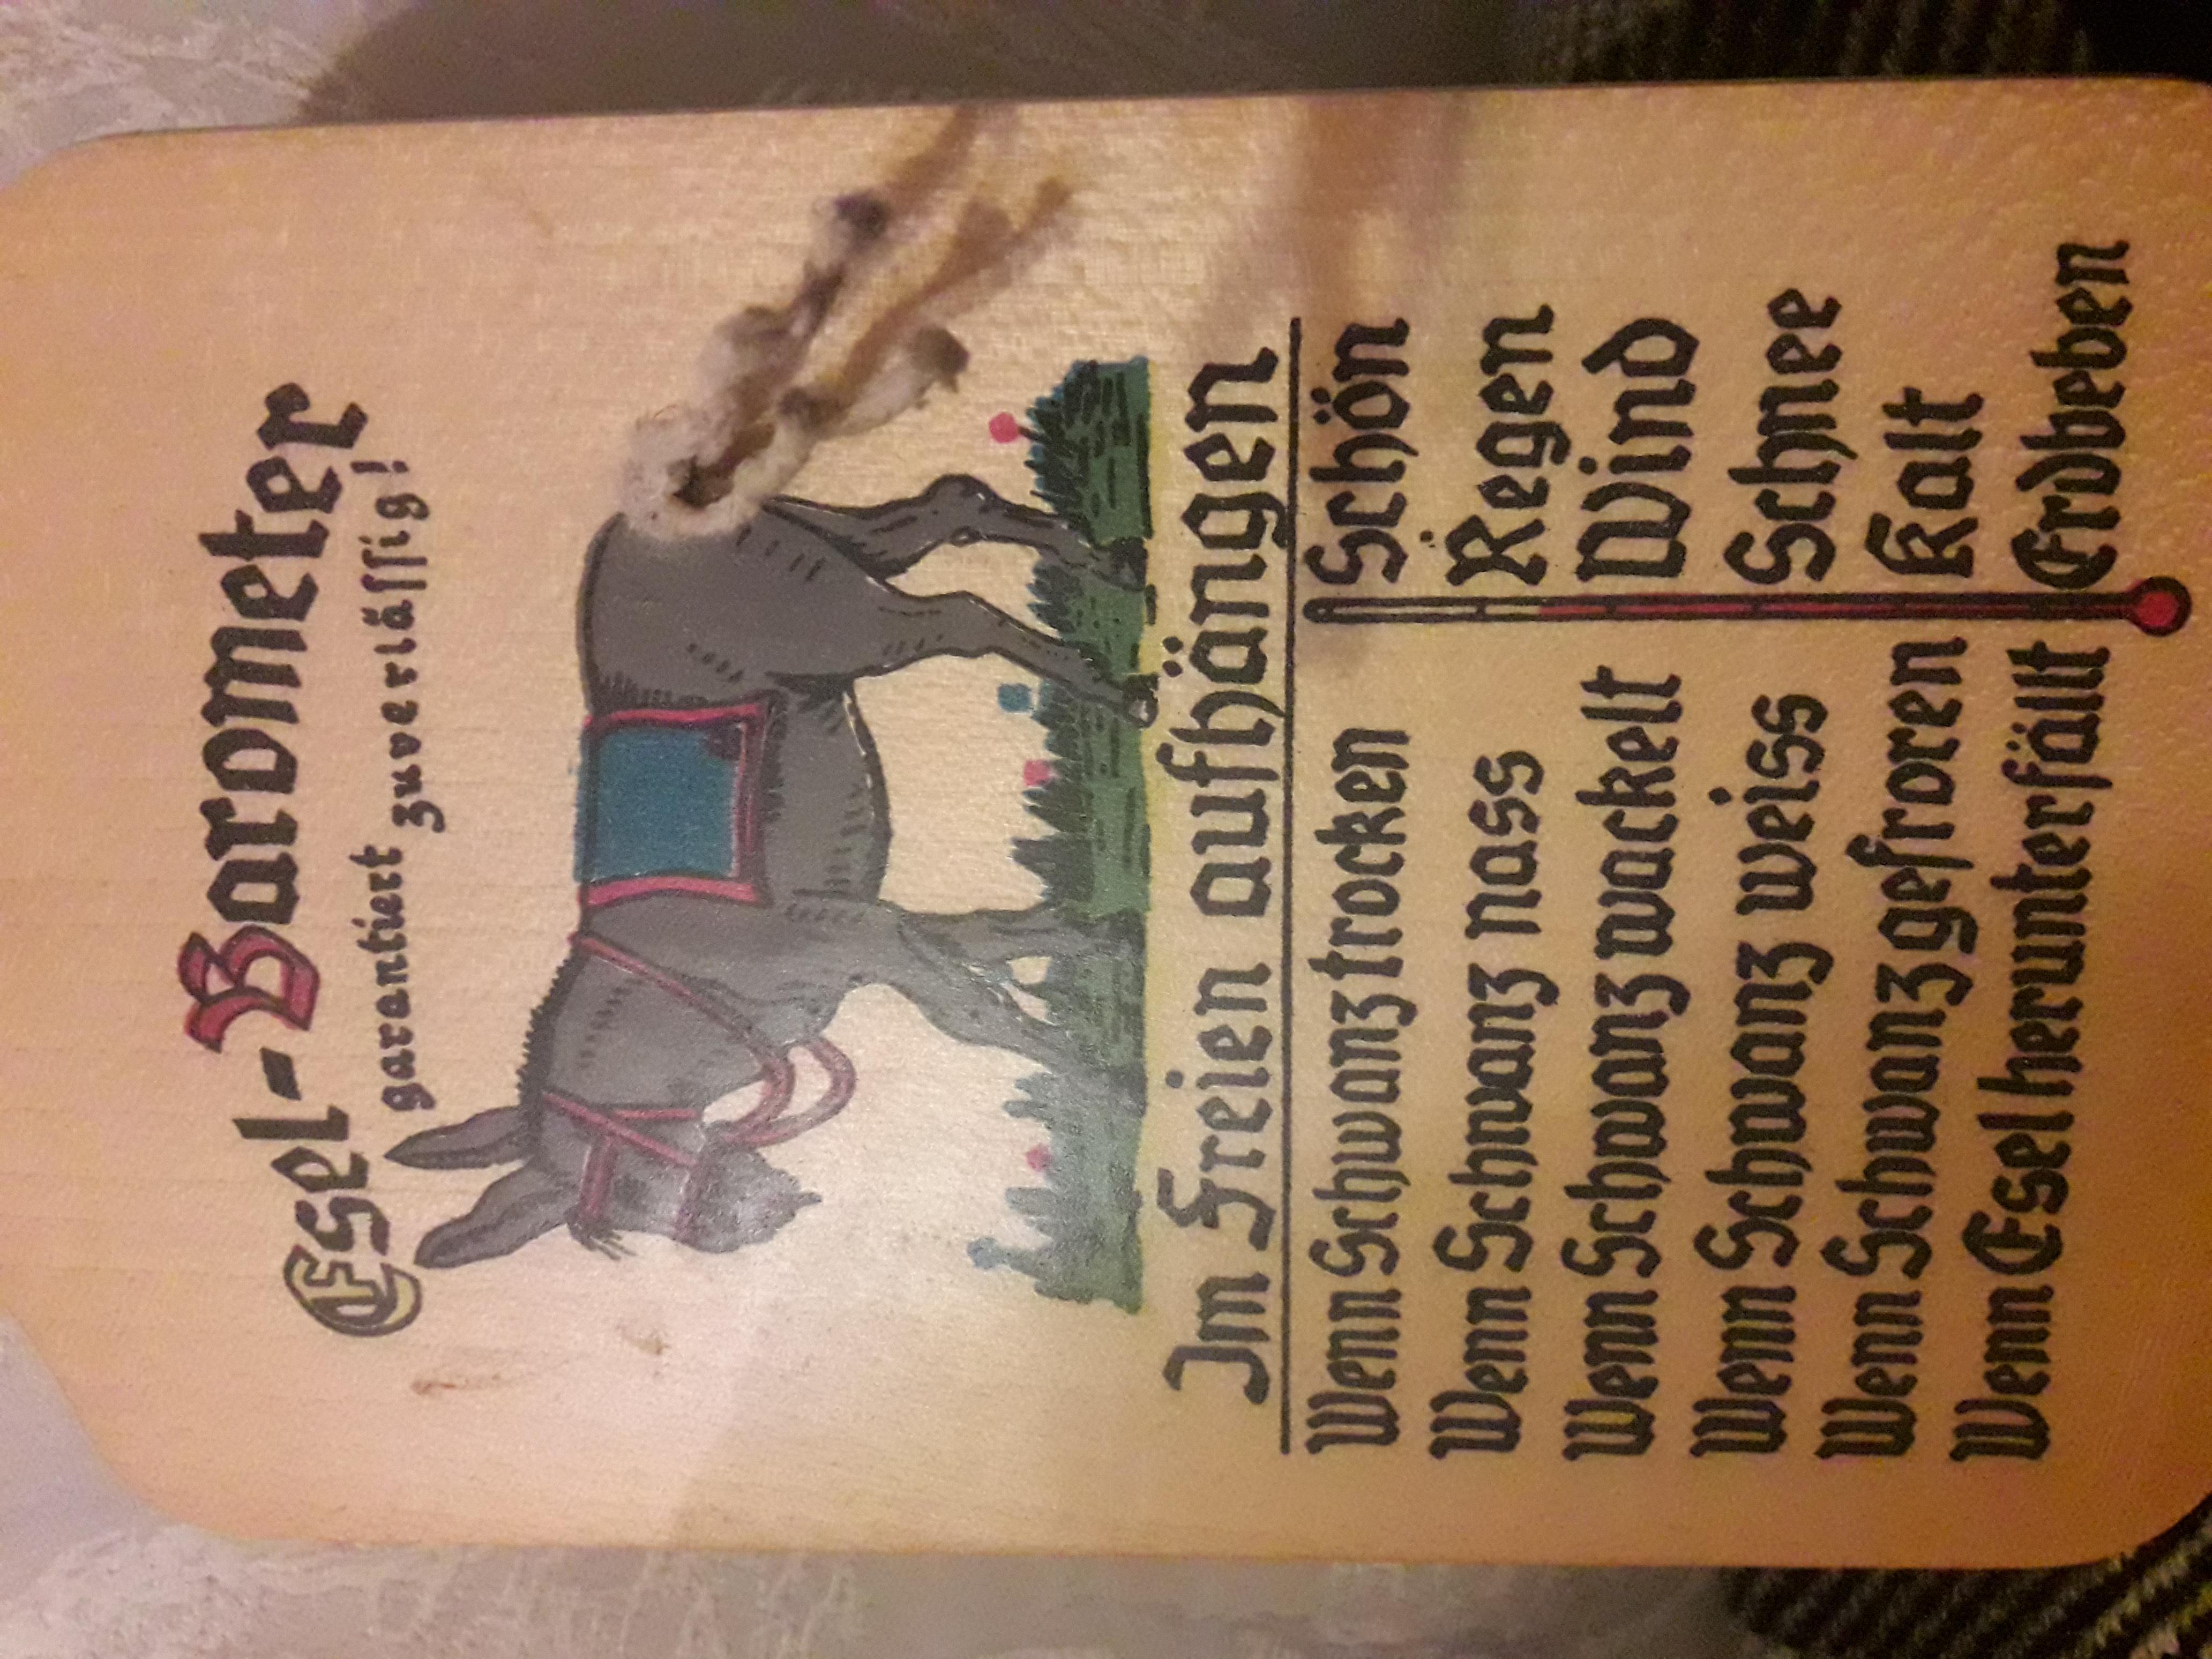 Esel-Barometer
garantiert zuverlässig!
Im Freien aufhängen
Wenn Schwanz trocken Schön
Wenn Schwanz nass Regen
Wenn Schwanz wackelt Wind
Wenn Schwanz weiss Schnee
Wenn Schwanz gefroren Kalt
Wenn Esel herunterfällt Erdbeben